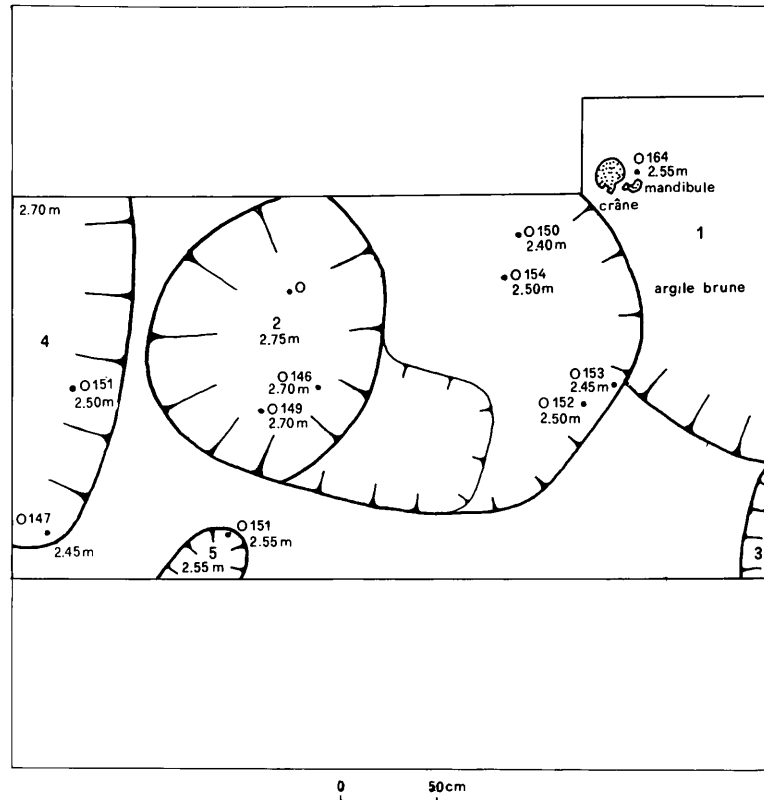 O 164
2.55 m
mandibule
crâne
2.70 m
O 150
2.40 m
1
O 154
2.50 m
argile brune
O
2
2.75 m
4
O 151
2.50 m
O 146
2.70 m
O 149
2.70 m
O 153
2.45 m
O 152
2.50 m
O 147
2.45 m
O 151
2.55 m
5
2.55 m
3
0 50cm